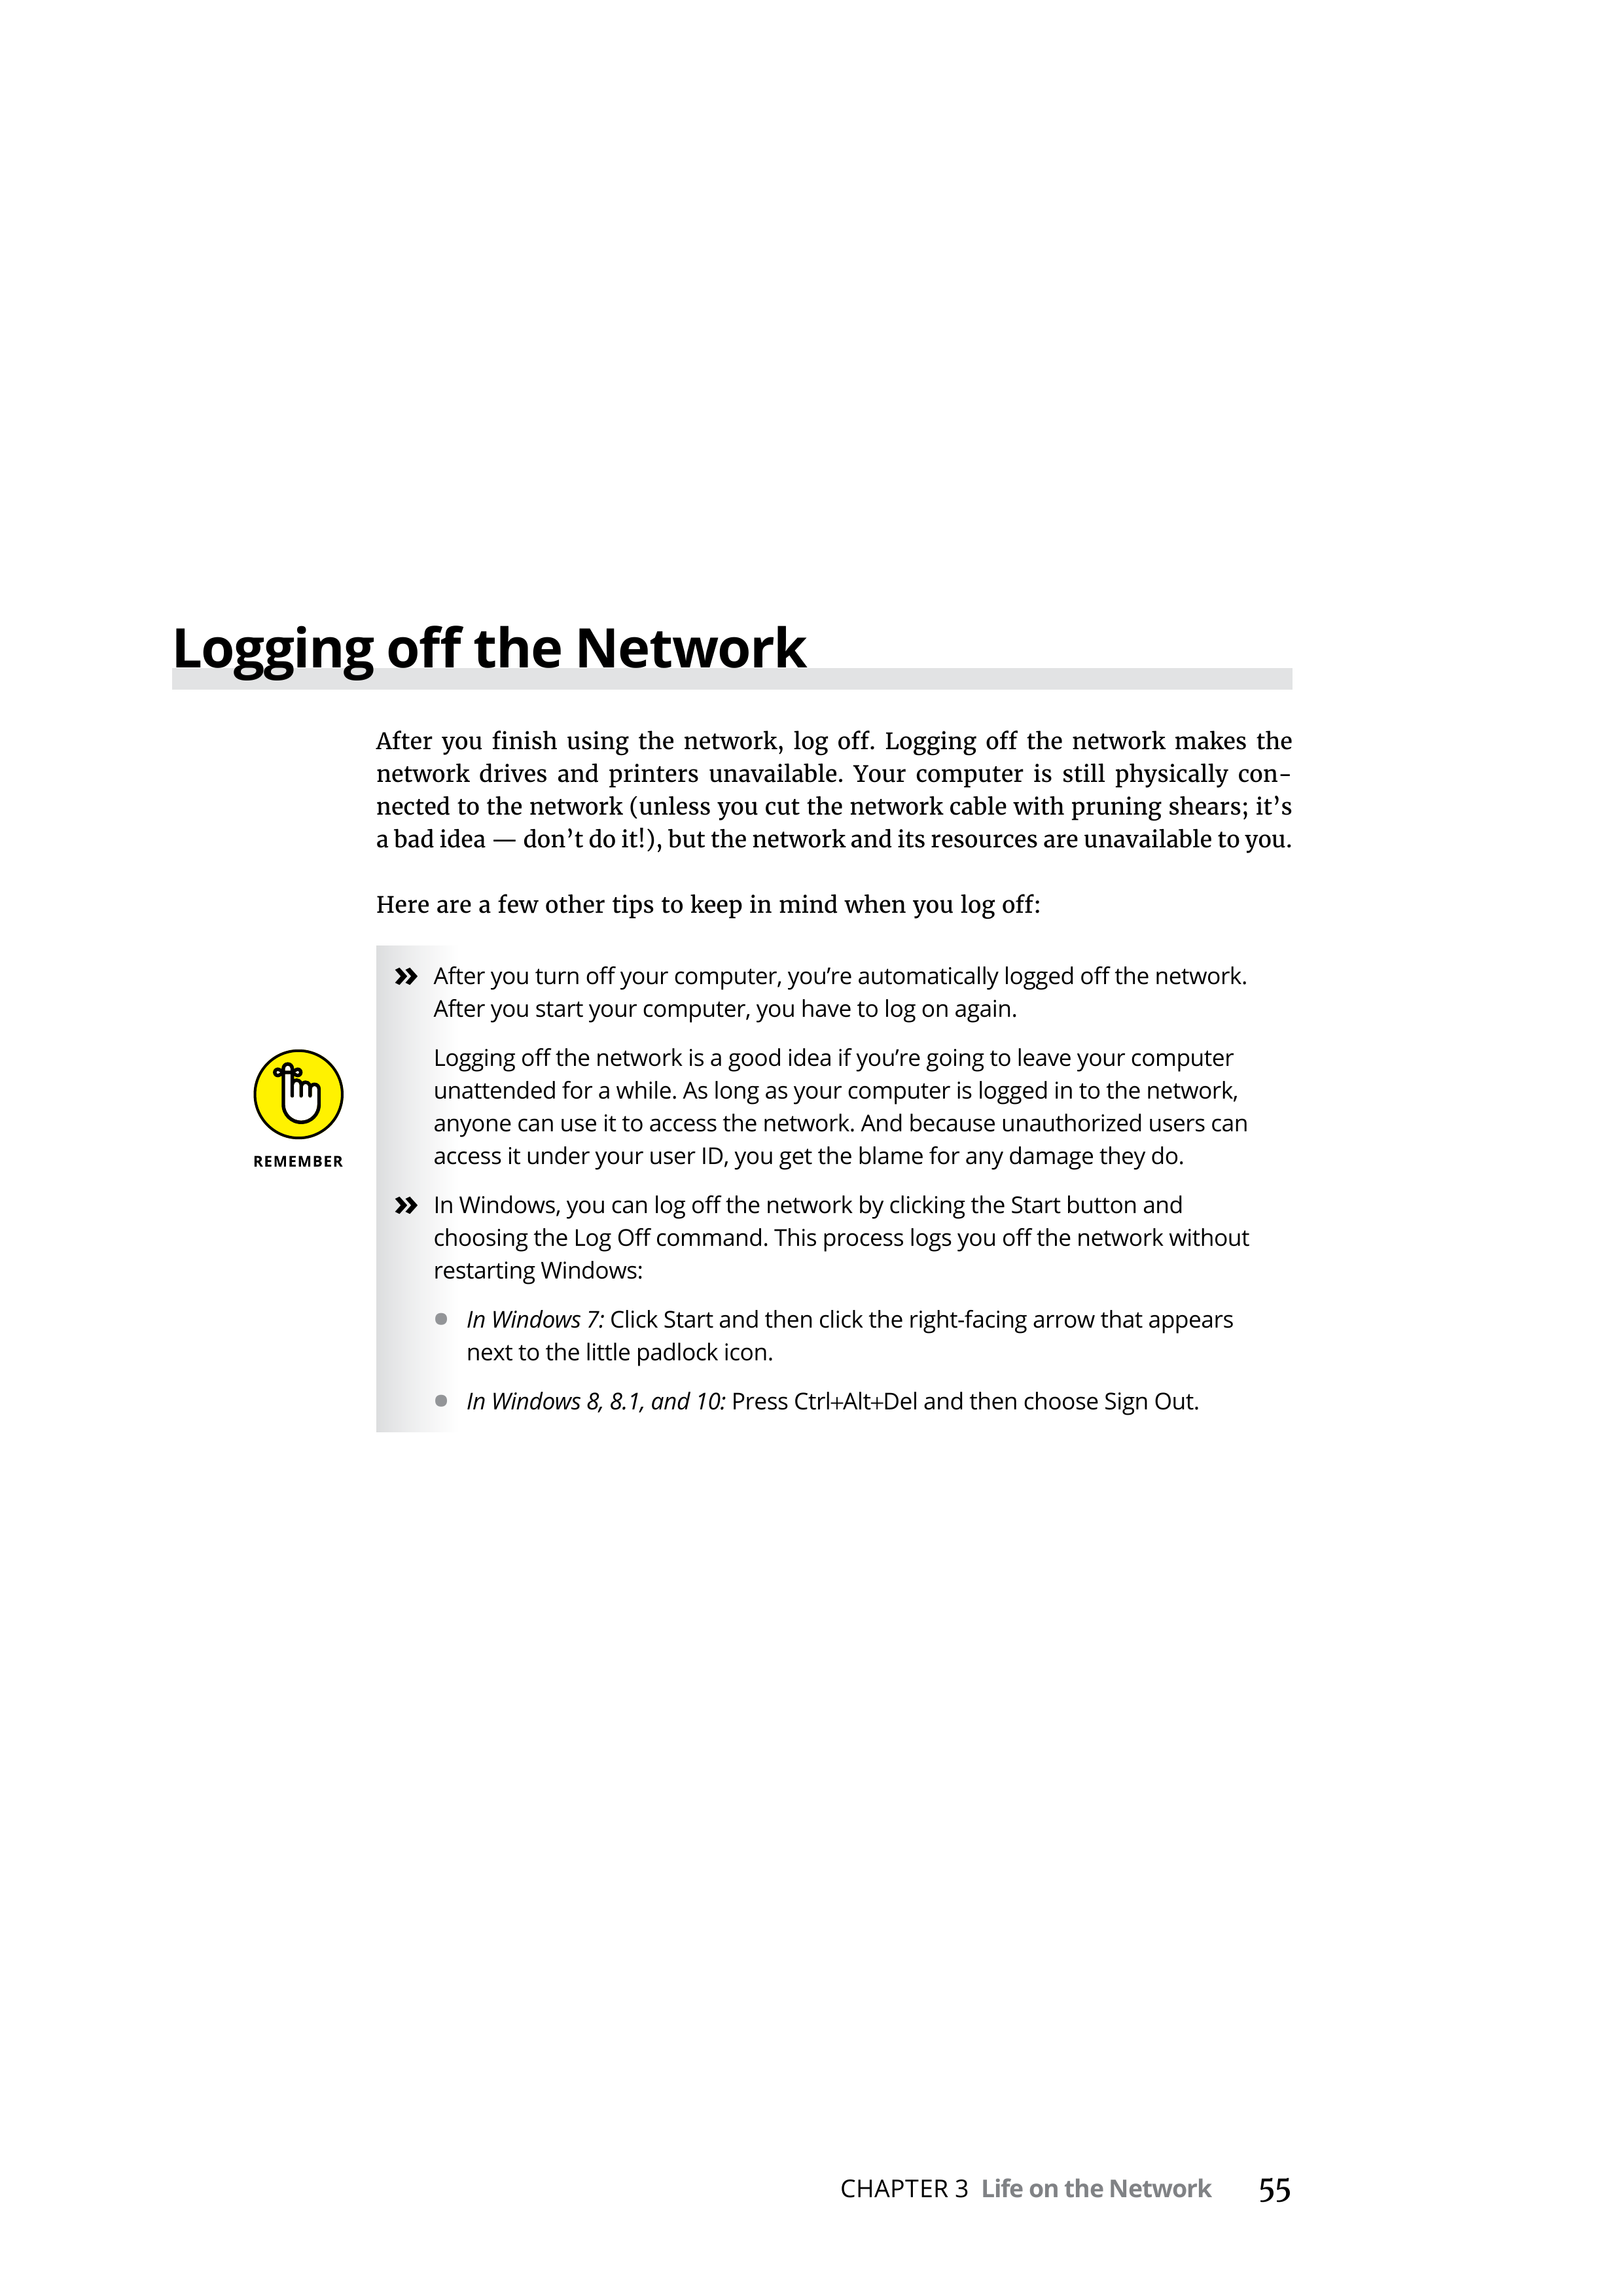 Logging off the Network
After you finish using the network, log off. Logging off the network makes the
network drives and printers unavailable. Your computer is still physically con-
nected to the network (unless you cut the network cable with pruning shears; it’s
a bad idea — don’t do it!), but the network and its resources are unavailable to you.
Here are a few other tips to keep in mind when you log off:
» After you turn off your computer, you’re automatically logged off the network.
After you start your computer, you have to log on again.
Logging off the network is a good idea if you’re going to leave your computer
unattended for a while. As long as your computer is logged in to the network,
anyone can use it to access the network. And because unauthorized users can
access it under your user ID, you get the blame for any damage they do.
REMEMBER
» In Windows, you can log off the network by clicking the Start button and
choosing the Log Off command. This process logs you off the network without
restarting Windows:
• In Windows 7: Click Start and then click the right-facing arrow that appears
next to the little padlock icon.
• In Windows 8, 8.1, and 10: Press Ctrl+Alt+Del and then choose Sign Out.
CHAPTER 3 Life on the Network 55